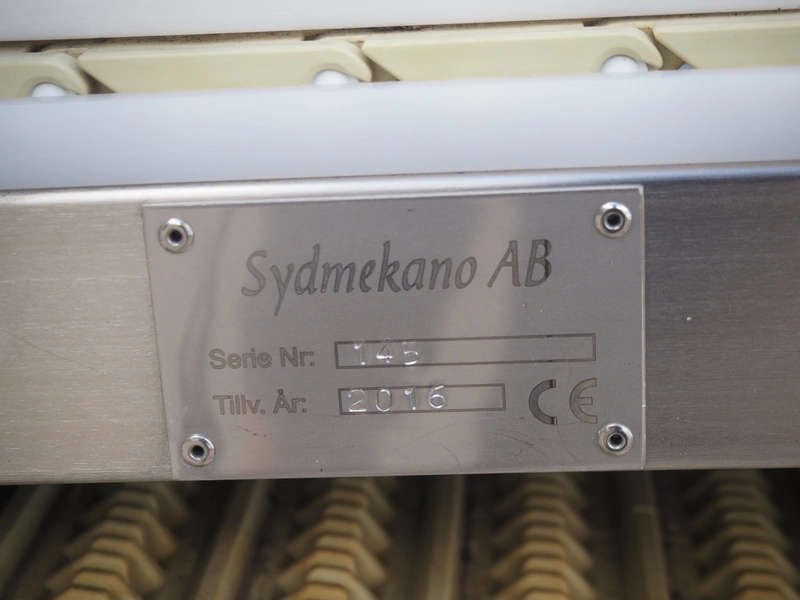 Sydmekano AB
Serie Nr: 145
Tillv. År: 2016 CE